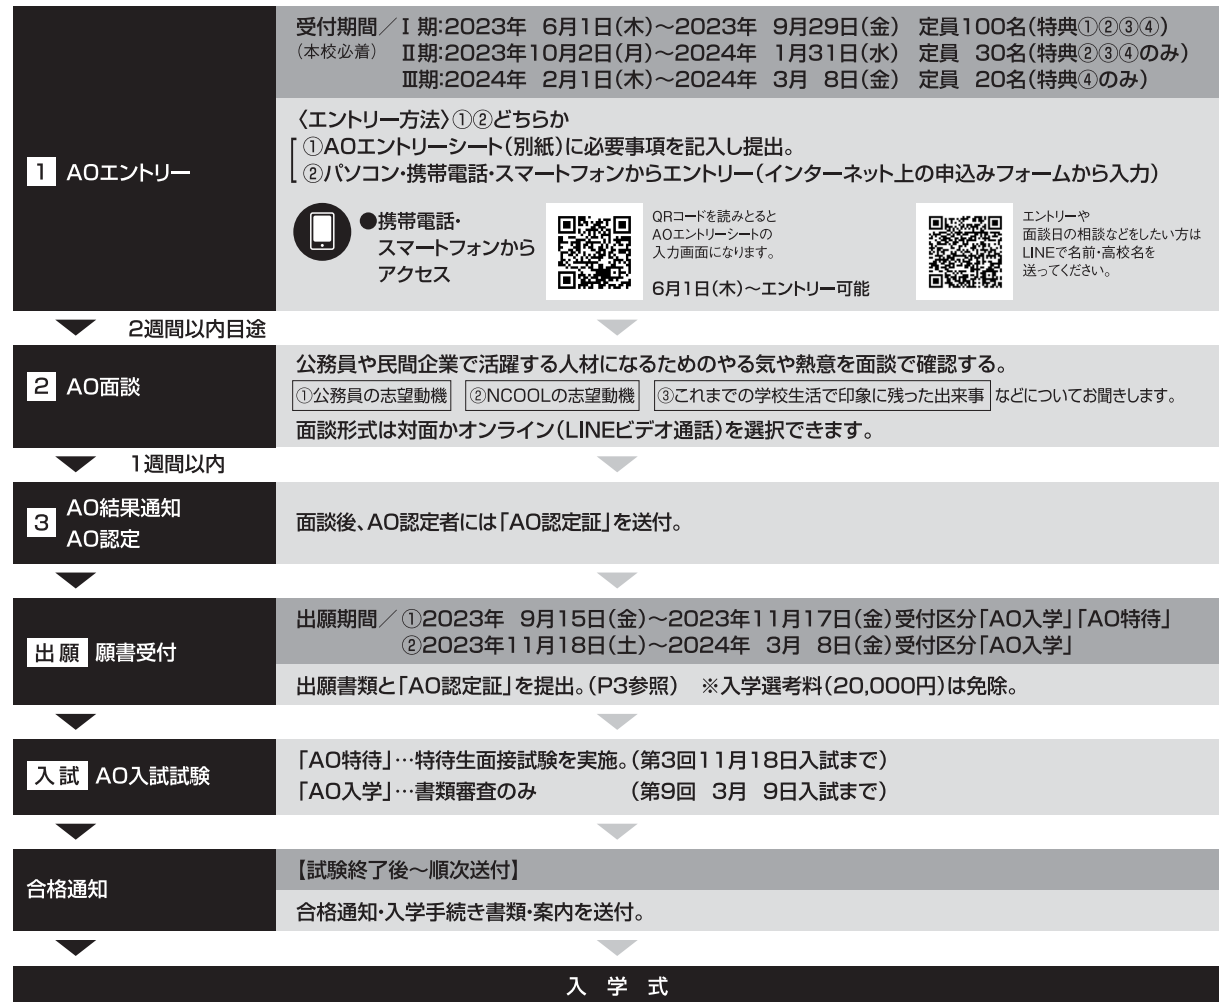 受付期間／Ⅰ期:2023年 6月1日(木)～2023年 9月29日(金) 定員100名(特典①②③④)
(本校必着) Ⅱ期:2023年10月2日(月)～2024年 1月31日(水) 定員 30名(特典②③④のみ)
Ⅲ期:2024年 2月1日(木)～2024年 3月 8日(金) 定員 20名(特典④のみ)
1 AOエントリー
〈エントリー方法〉①②どちらか
①AOエントリーシート(別紙)に必要事項を記入し提出。
②パソコン・携帯電話・スマートフォンからエントリー(インターネット上の申込みフォームから入力)
●携帯電話・
スマートフォンから
アクセス
QRコードを読みとると
AOエントリーシートの
入力画面になります。
6月1日(木)～エントリー可能
エントリーや
面談日の相談などをしたい方は
LINEで名前・高校名を
送ってください。
2週間以内目途
2 AO面談
公務員や民間企業で活躍する人材になるためのやる気や熱意を面談で確認する。
①公務員の志望動機 ②NCOOLの志望動機 ③これまでの学校生活で印象に残った出来事 などについてお聞きします。
面談形式は対面かオンライン(LINEビデオ通話)を選択できます。
1週間以内
3 AO結果通知
AO認定
面談後、AO認定者には「AO認定証」を送付。
出願 願書受付
出願期間／①2023年 9月15日(金)～2023年11月17日(金)受付区分「AO入学」「AO特待」
②2023年11月18日(土)～2024年 3月 8日(金)受付区分「AO入学」
出願書類と「AO認定証」を提出。(P3参照) ※入学選考料(20,000円)は免除。
入試 AO入試試験
「AO特待」…特待生面接試験を実施。(第3回11月18日入試まで)
「AO入学」…書類審査のみ (第9回 3月 9日入試まで)
合格通知
【試験終了後～順次送付】
合格通知・入学手続き書類・案内を送付。
入 学 式